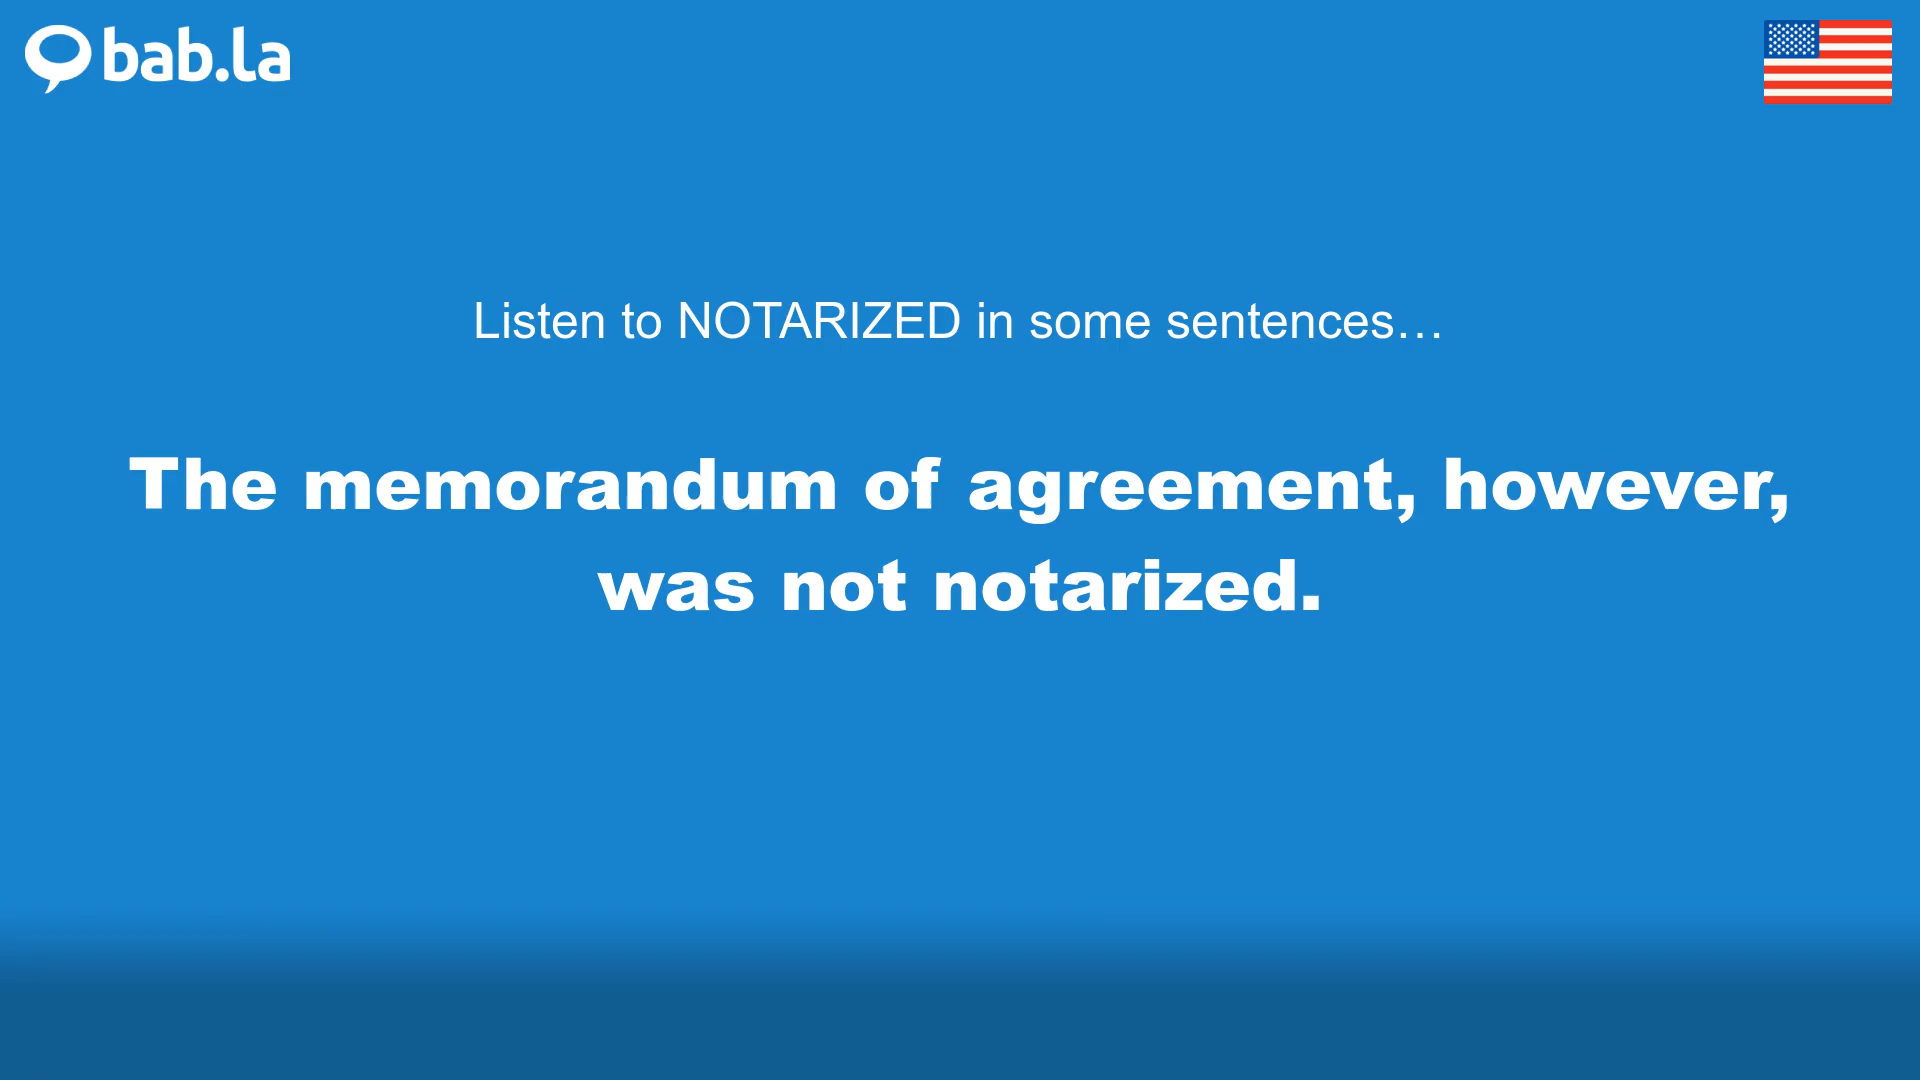 bab.la
Listen to NOTARIZED in some sentences…
The memorandum of agreement, however,
was not notarized.